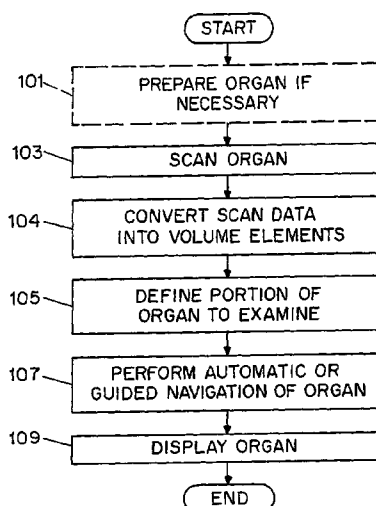 START
101
PREPARE ORGAN IF
NECESSARY
103
SCAN ORGAN
104
CONVERT SCAN DATA
INTO VOLUME ELEMENTS
105
DEFINE PORTION OF
ORGAN TO EXAMINE
107
PERFORM AUTOMATIC OR
GUIDED NAVIGATION OF ORGAN
109
DISPLAY ORGAN
END